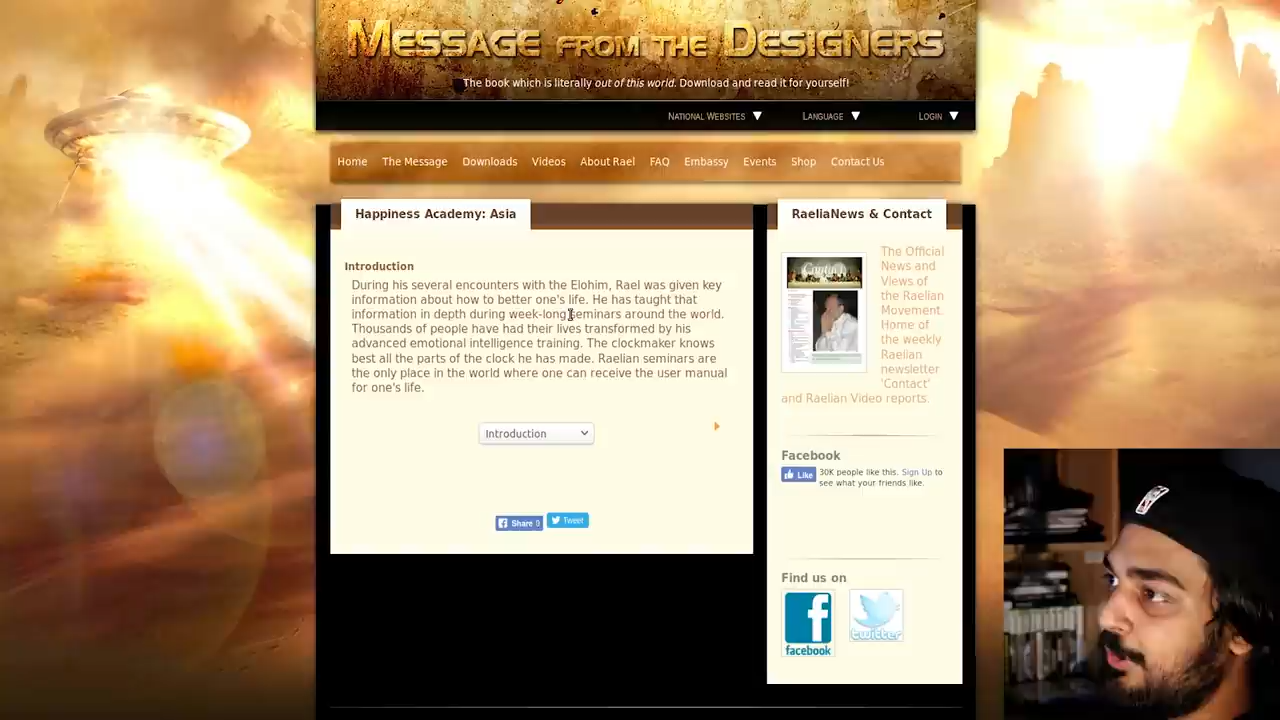 MESSAGE FROM THE DESIGNERS
The book which is literally out of this world. Download and read it for yourself!
NATIONAL WEBSITES ▼ LANGUAGE ▼ LOGIN ▼
Home The Message Downloads Videos About Rael FAQ Embassy Events Shop Contact Us
Happiness Academy: Asia
Introduction
During his several encounters with the Elohim, Rael was given key
information about how to better one's life. He has taught that
information in depth during week-long seminars around the world.
Thousands of people have had their lives transformed by his
advanced emotional intelligence training. The clockmaker knows
best all the parts of the clock he has made. Raelian seminars are
the only place in the world where one can receive the user manual
for one's life.
Introduction
Share 0 Tweet
RaeliaNews & Contact
Contact
The Official
News and
Views of
the Raelian
Movement.
Home of
the weekly
Raelian
newsletter
'Contact'
and Raelian Video reports.
Facebook
Like 30K people like this. Sign Up to
see what your friends like.
Find us on
facebook twitter